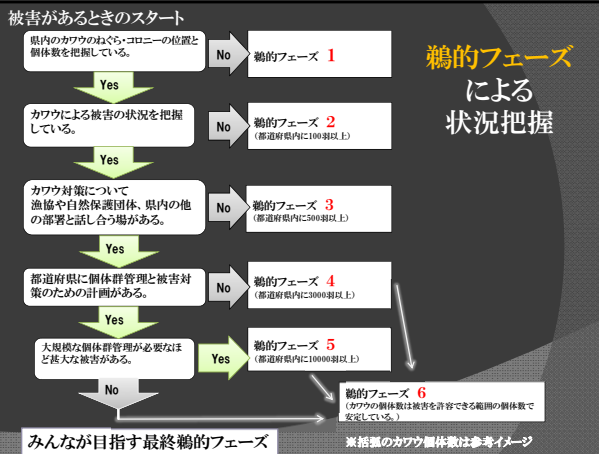 被害があるときのスタート
県内のカワウのねぐら・コロニーの位置と
個体数を把握している。
No
鵜的フェーズ 1
Yes
カワウによる被害の状況を把握
している。
No
鵜的フェーズ 2
(都道府県内に100羽以上)
Yes
カワウ対策について
漁協や自然保護団体、県内の他
の部署と話し合う場がある。
No
鵜的フェーズ 3
(都道府県内に500羽以上)
Yes
都道府県に個体群管理と被害対
策のための計画がある。
No
鵜的フェーズ 4
(都道府県内に3000羽以上)
Yes
大規模な個体群管理が必要なほ
ど甚大な被害がある。
Yes
鵜的フェーズ 5
(都道府県内に10000羽以上)
No
鵜的フェーズ 6
(カワウの個体数は被害を許容できる範囲の個体数で
安定している。)
みんなが目指す最終鵜的フェーズ
※括弧のカワウ個体数は参考イメージ
鵜的フェーズ
による
状況把握